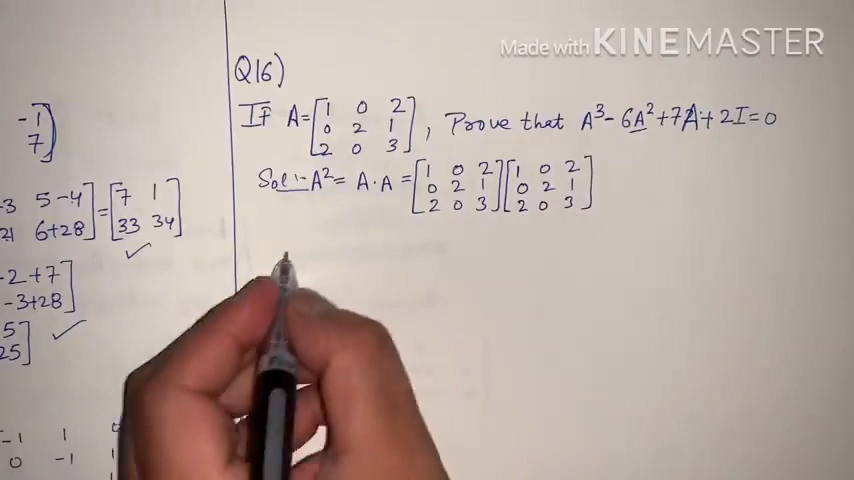 Made with KINEMASTER
Q16)
If A = [1 0 2
0 2 1
2 0 3], Prove that A³ - 6A² + 7A + 2I = 0
Sol:- A² = A·A = [1 0 2
0 2 1
2 0 3] [1 0 2
0 2 1
2 0 3]
-1
7]
-3 5-4
21 6+28] = [7 1
33 34]
-2+7
-3+28]
5
25]
-1 1
0 -1